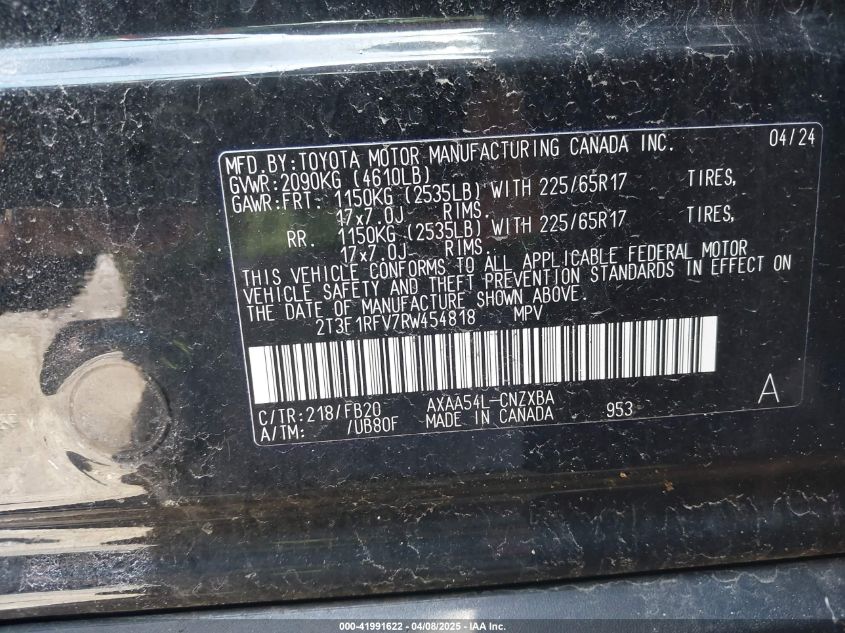 MFD.BY:TOYOTA MOTOR MANUFACTURING CANADA INC. 04/24
GVWR:2090KG (4610LB)
GAWR:FRT. 1150KG (2535LB) WITH 225/65R17 TIRES,
17x7.0J RIMS.
RR. 1150KG (2535LB) WITH 225/65R17 TIRES,
17x7.0J RIMS.
THIS VEHICLE CONFORMS TO ALL APPLICABLE FEDERAL MOTOR
VEHICLE SAFETY AND THEFT PREVENTION STANDARDS IN EFFECT ON
THE DATE OF MANUFACTURE SHOWN ABOVE.
2T3F1RFV7RW454818 MPV
C/TR:218/FB20 AXAA54L-CNZXBA A
A/TM: /UB80F MADE IN CANADA 953
000-41991622 | 04/08/2025 - IAA Inc.